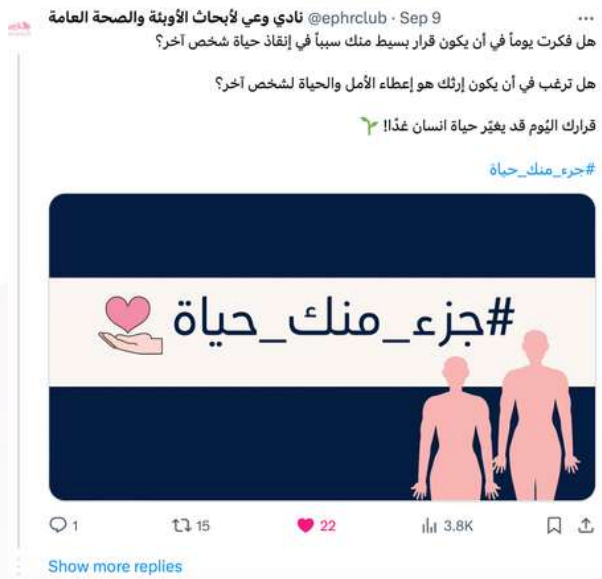 نادي وعي لأبحاث الأوبئة والصحة العامة @ephrclub · Sep 9
هل فكرت يوماً في أن يكون قرار بسيط منك سبباً في إنقاذ حياة شخص آخر؟
هل ترغب في أن يكون إرثك هو إعطاء الأمل والحياة لشخص آخر؟
قرارك اليُوم قد يغيّر حياة انسان غدًا!
#جزء_منك_حياة
#جزء_منك_حياة
1 15 22 3.8K
Show more replies